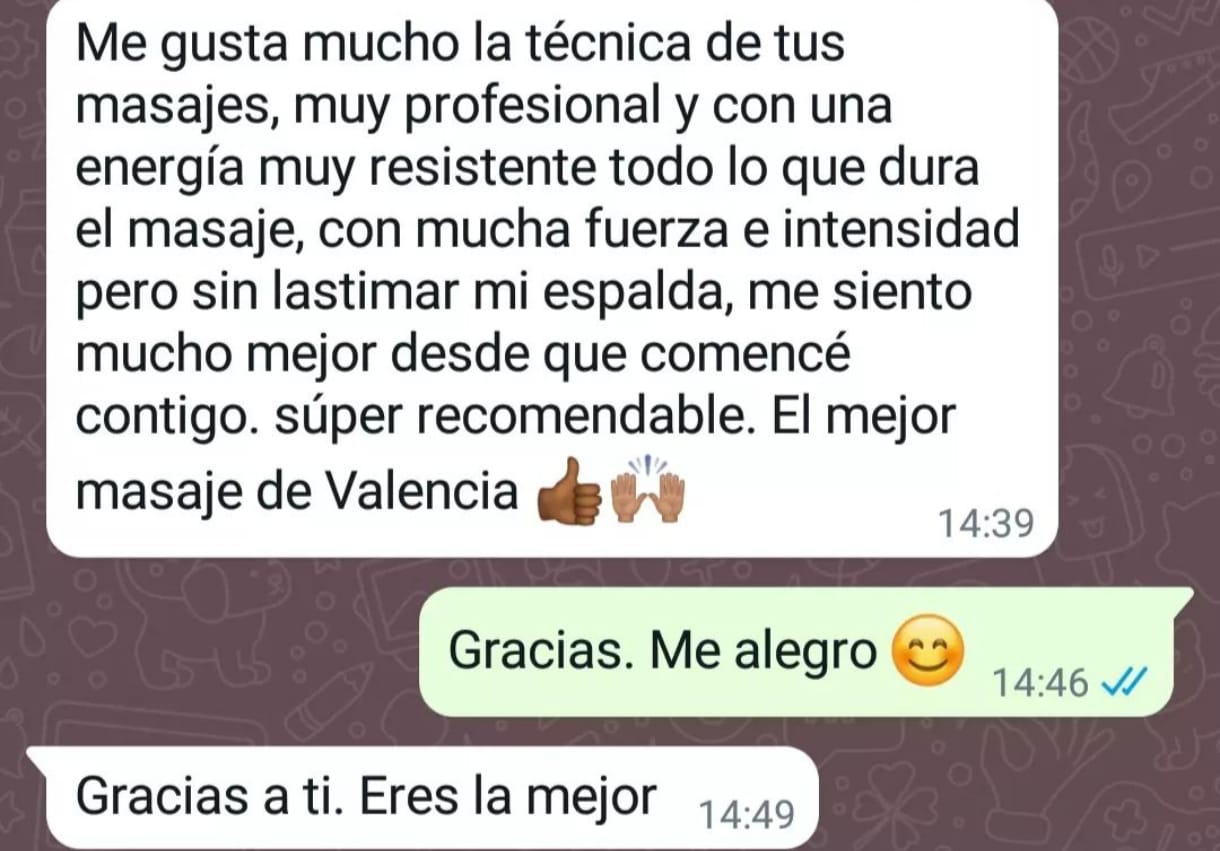 Me gusta mucho la técnica de tus
masajes, muy profesional y con una
energía muy resistente todo lo que dura
el masaje, con mucha fuerza e intensidad
pero sin lastimar mi espalda, me siento
mucho mejor desde que comencé
contigo. súper recomendable. El mejor
masaje de Valencia 👍🏾🙌🏽
14:39
Gracias. Me alegro 😊
14:46
Gracias a ti. Eres la mejor
14:49